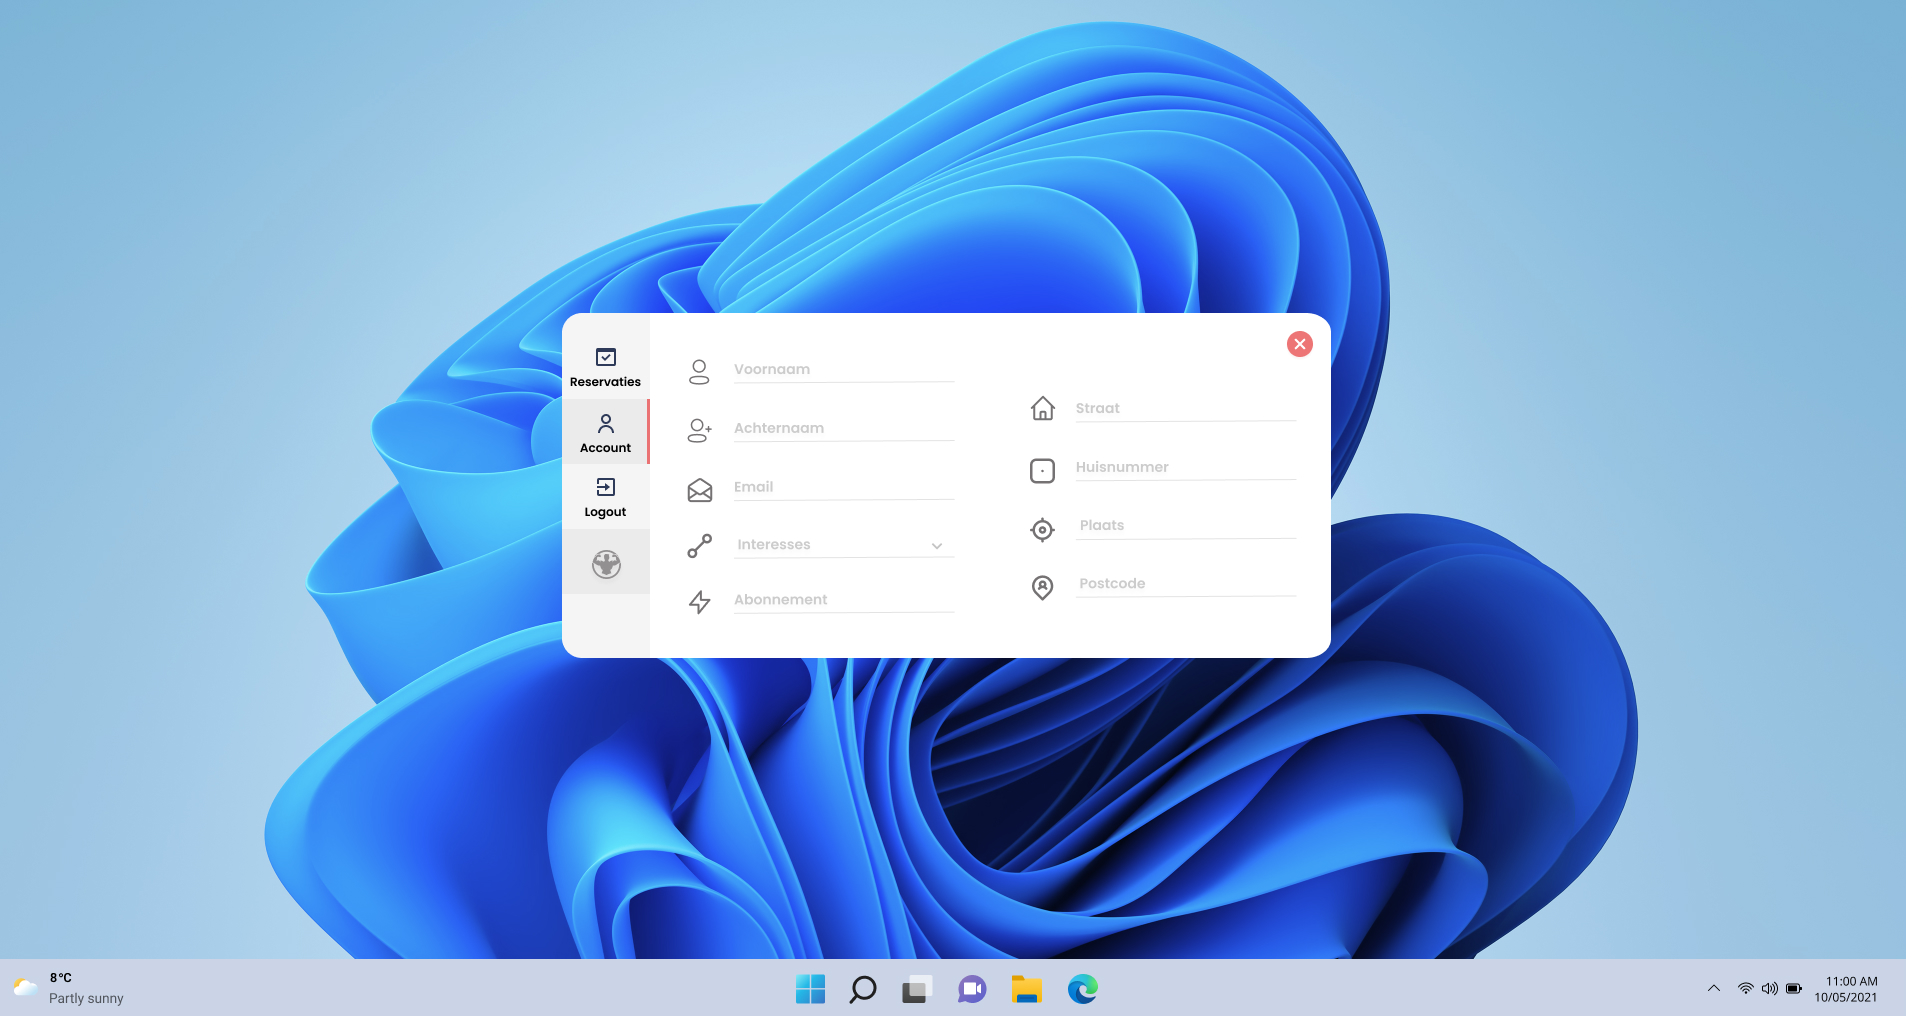 Reservaties
Account
Logout
Voornaam
Achternaam
Email
Interesses
Abonnement
Straat
Huisnummer
Plaats
Postcode
8°C
Partly sunny
11:00 AM
10/05/2021